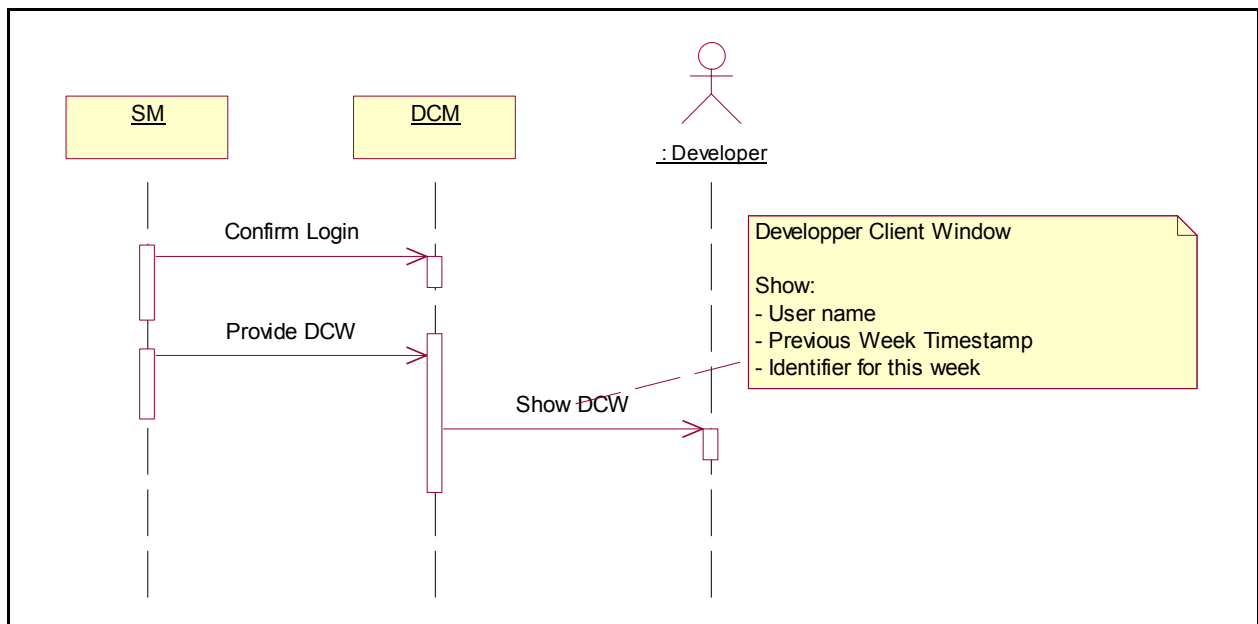 SM
DCM
: Developer
Confirm Login
Developper Client Window
Show:
- User name
- Previous Week Timestamp
- Identifier for this week
Provide DCW
Show DCW